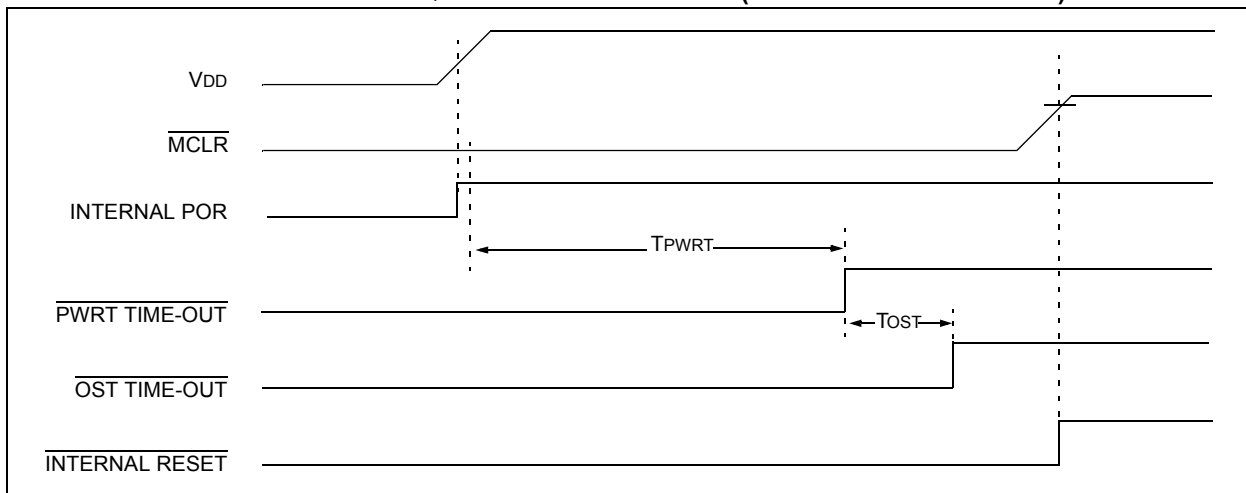 VDD
MCLR
INTERNAL POR
TPWRT
PWRT TIME-OUT
TOST
OST TIME-OUT
INTERNAL RESET